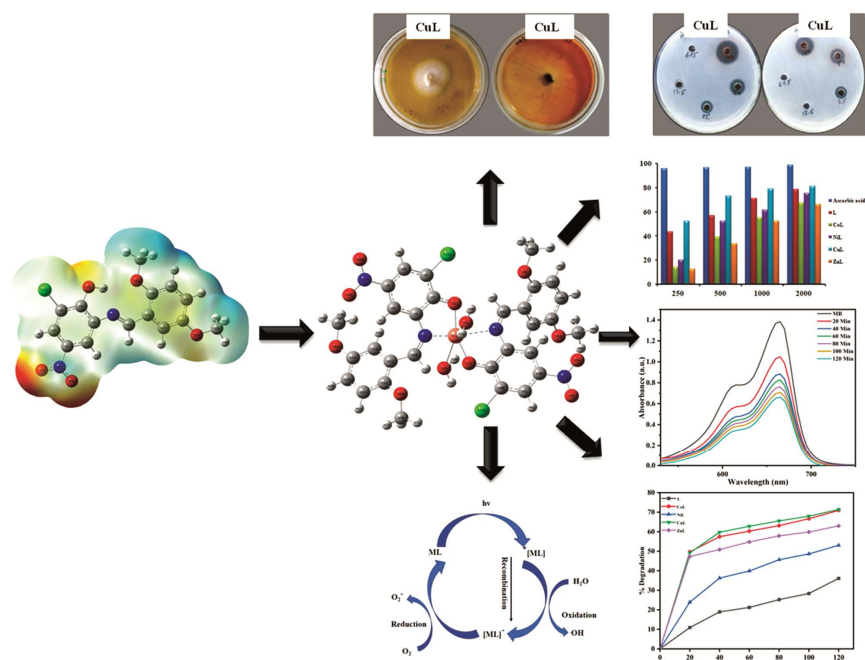 CuL
CuL
CuL
CuL
100
80
60
40
20
0
250
500
1000
2000
Ascorbic acid
L
CoL
NiL
CuL
ZnL
Absorbance (a.u.)
1.4
1.2
1.0
0.8
0.6
0.4
0.2
0.0
600
700
Wavelength (nm)
MB
20 Min
40 Min
60 Min
80 Min
100 Min
120 Min
hν
ML
[ML]
Recombination
H₂O
Oxidation
OH
[ML]⁻
O₂⁻
Reduction
O₂
% Degradation
80
70
60
50
40
30
20
10
0
L
CoL
NiL
CuL
ZnL
0
20
40
60
80
100
120